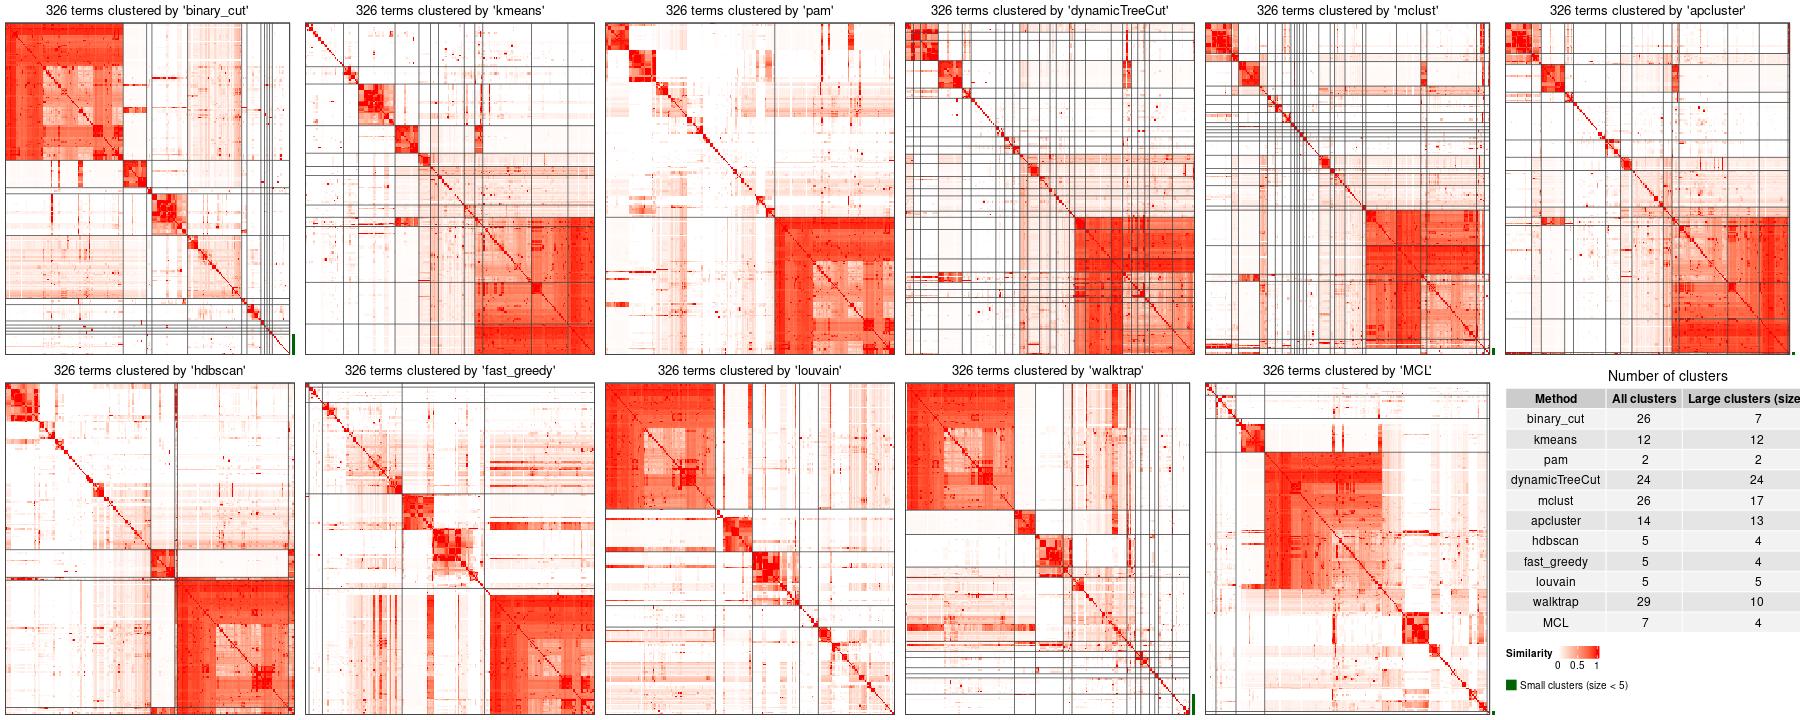 326 terms clustered by 'binary_cut'
326 terms clustered by 'kmeans'
326 terms clustered by 'pam'
326 terms clustered by 'dynamicTreeCut'
326 terms clustered by 'mclust'
326 terms clustered by 'apcluster'
326 terms clustered by 'hdbscan'
326 terms clustered by 'fast_greedy'
326 terms clustered by 'louvain'
326 terms clustered by 'walktrap'
326 terms clustered by 'MCL'
Number of clusters
Method All clusters Large clusters (size
binary_cut 26 7
kmeans 12 12
pam 2 2
dynamicTreeCut 24 24
mclust 26 17
apcluster 14 13
hdbscan 5 4
fast_greedy 5 4
louvain 5 5
walktrap 29 10
MCL 7 4
Similarity
0 0.5 1
Small clusters (size < 5)